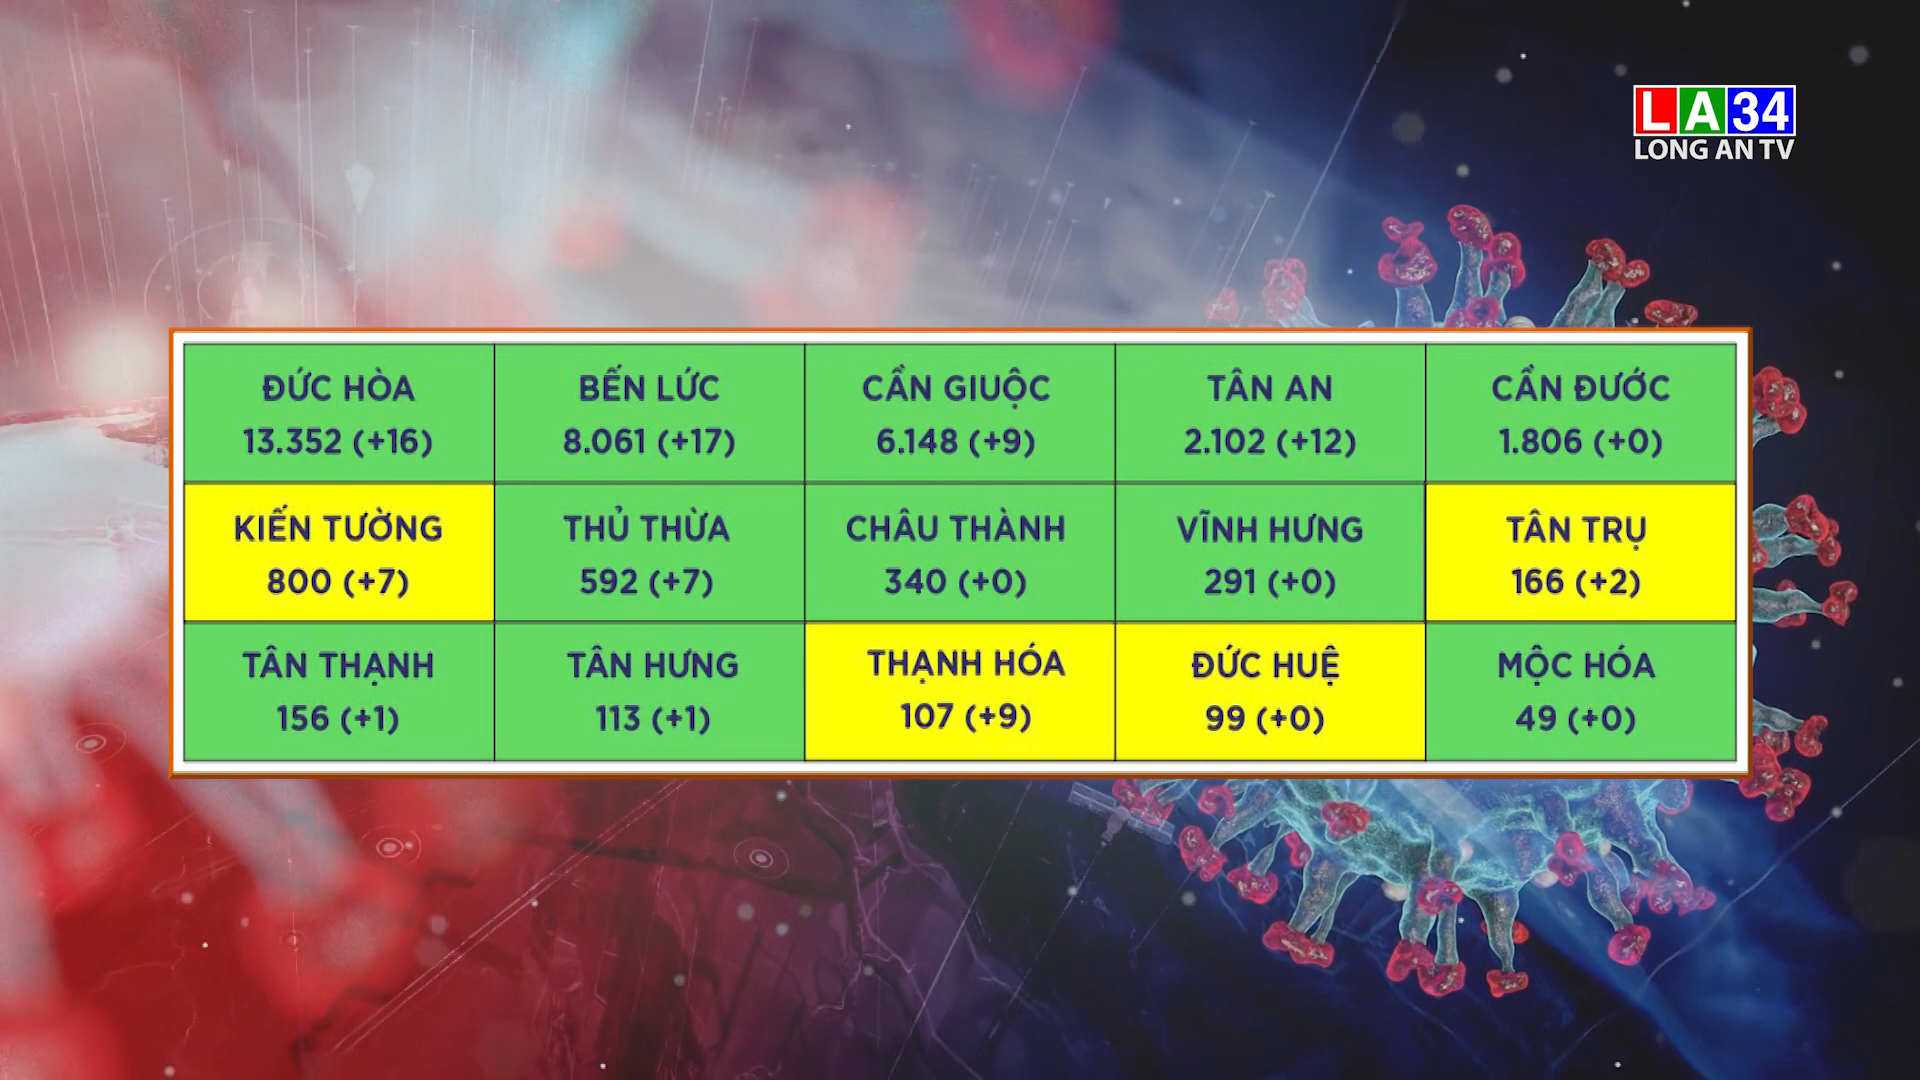 LA34
LONG AN TV
ĐỨC HÒA
13.352 (+16)
BẾN LỨC
8.061 (+17)
CẦN GIUỘC
6.148 (+9)
TÂN AN
2.102 (+12)
CẦN ĐƯỚC
1.806 (+0)
KIẾN TƯỜNG
800 (+7)
THỦ THỪA
592 (+7)
CHÂU THÀNH
340 (+0)
VĨNH HƯNG
291 (+0)
TÂN TRỤ
166 (+2)
TÂN THẠNH
156 (+1)
TÂN HƯNG
113 (+1)
THẠNH HÓA
107 (+9)
ĐỨC HUỆ
99 (+0)
MỘC HÓA
49 (+0)